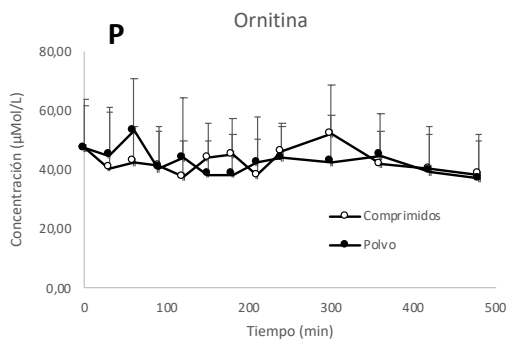 Ornitina
P
80,00
60,00
40,00
20,00
0,00
Concentración (µMol/L)
Comprimidos
Polvo
0 100 200 300 400 500
Tiempo (min)